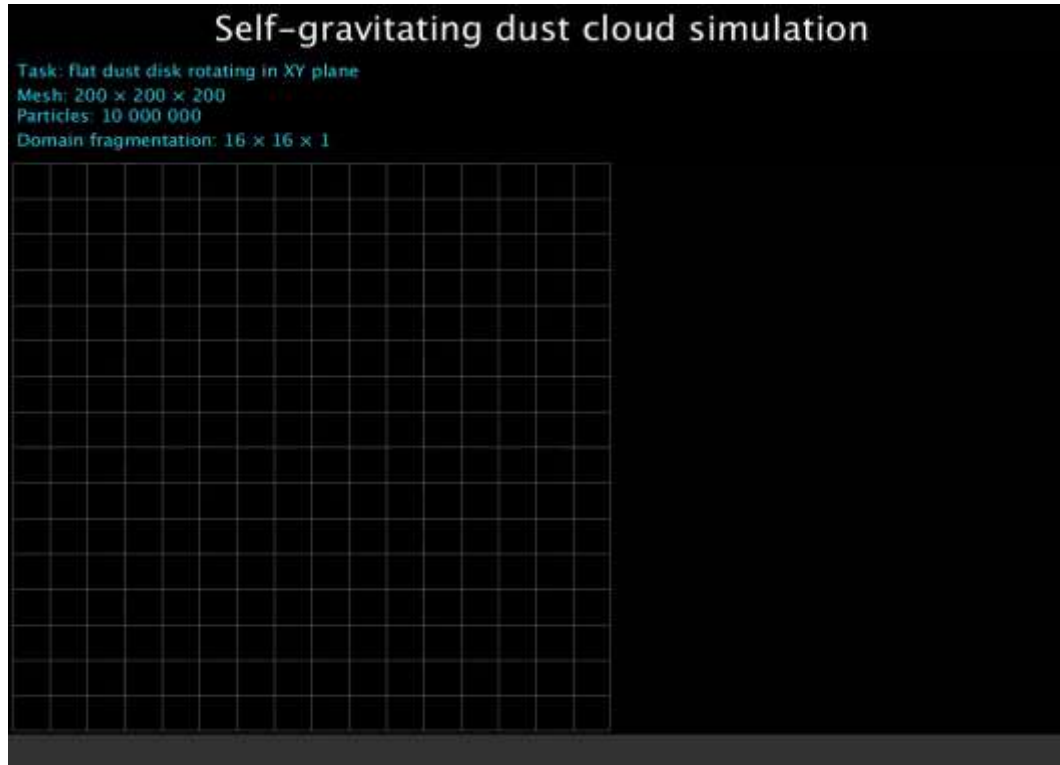 Self-gravitating dust cloud simulation
Task: flat dust disk rotating in XY plane
Mesh: 200 × 200 × 200
Particles: 10 000 000
Domain fragmentation: 16 × 16 × 1